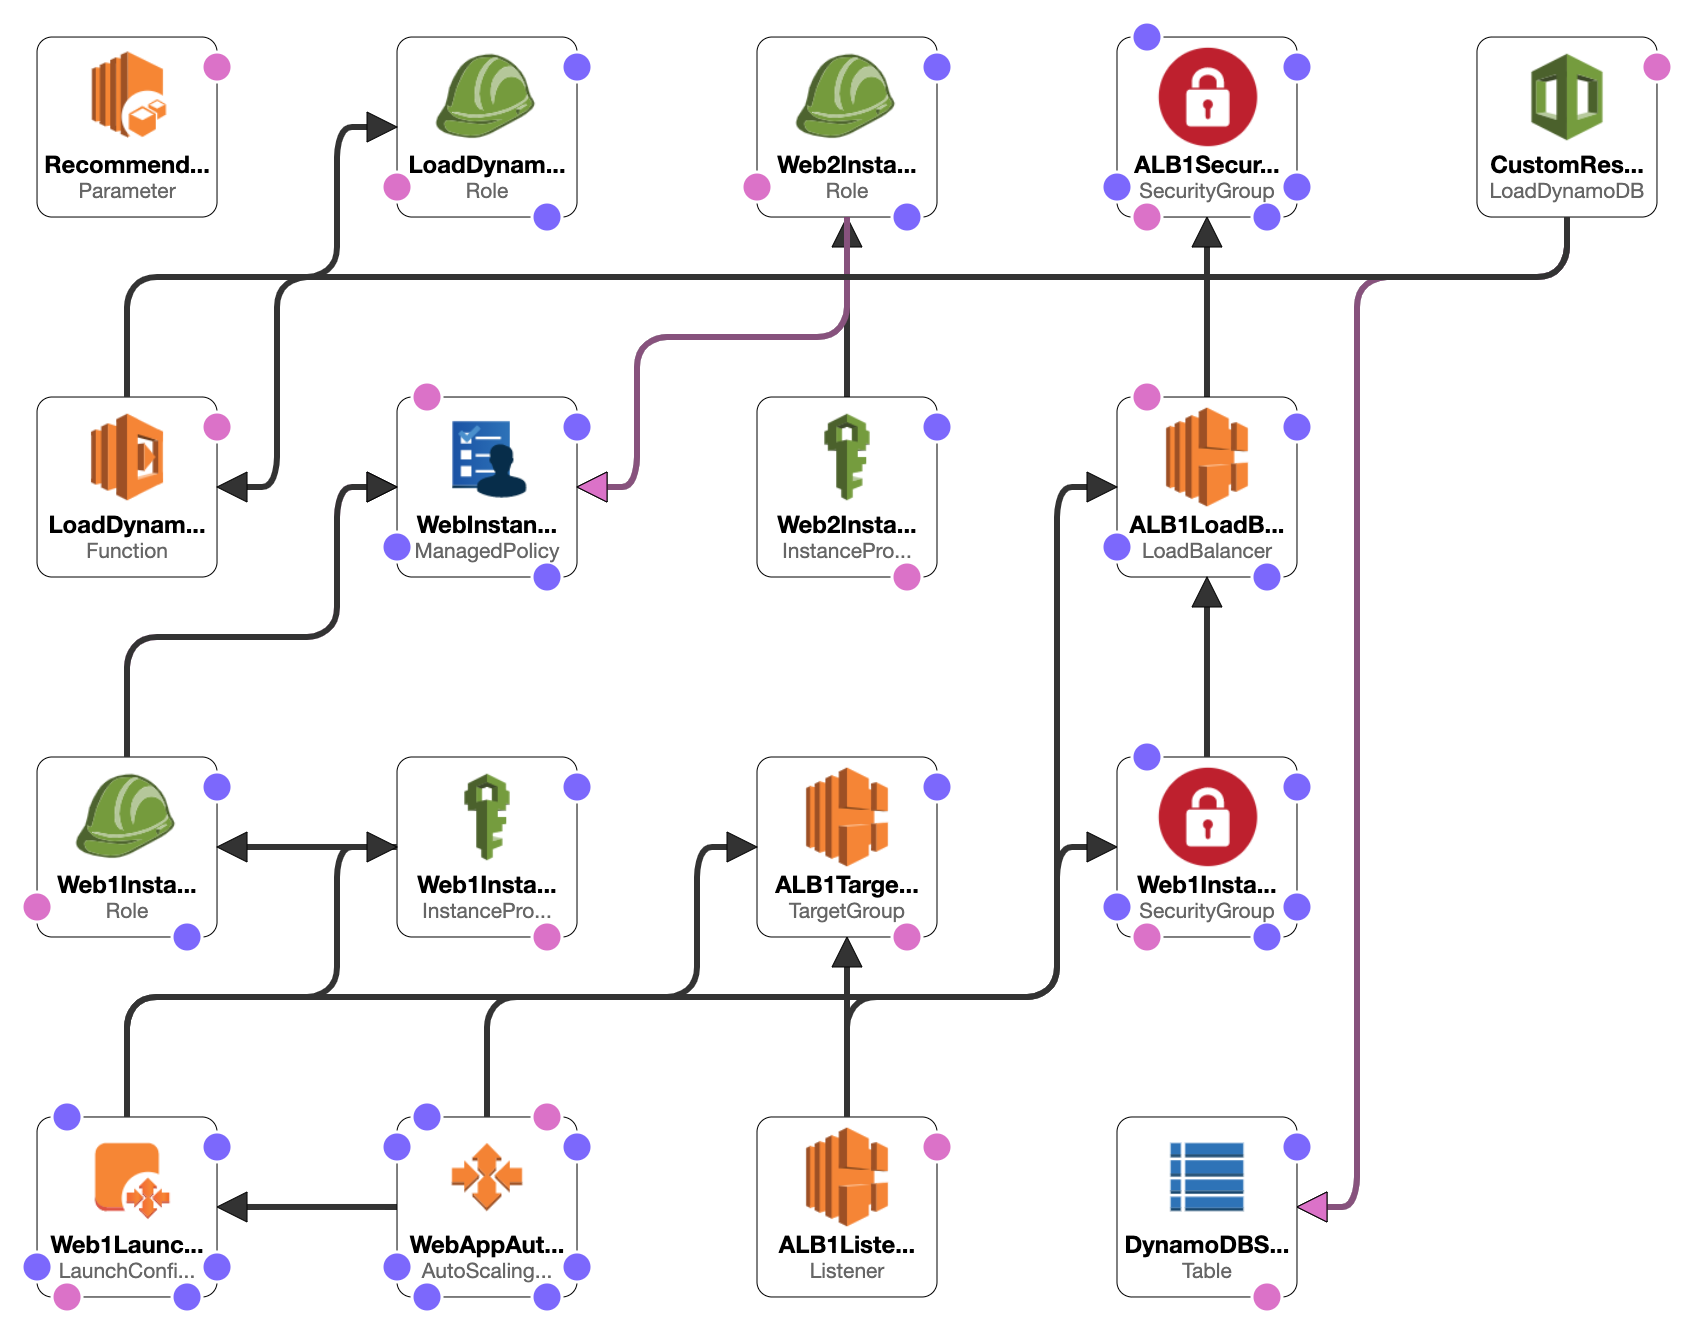 Recommend...
Parameter
LoadDynam...
Role
Web2Insta...
Role
ALB1Secur...
SecurityGroup
CustomRes...
LoadDynamoDB
LoadDynam...
Function
WebInstan...
ManagedPolicy
Web2Insta...
InstancePro...
ALB1LoadB...
LoadBalancer
Web1Insta...
Role
Web1Insta...
InstancePro...
ALB1Targe...
TargetGroup
Web1Insta...
SecurityGroup
Web1Launc...
LaunchConfi...
WebAppAut...
AutoScaling...
ALB1Liste...
Listener
DynamoDBS...
Table